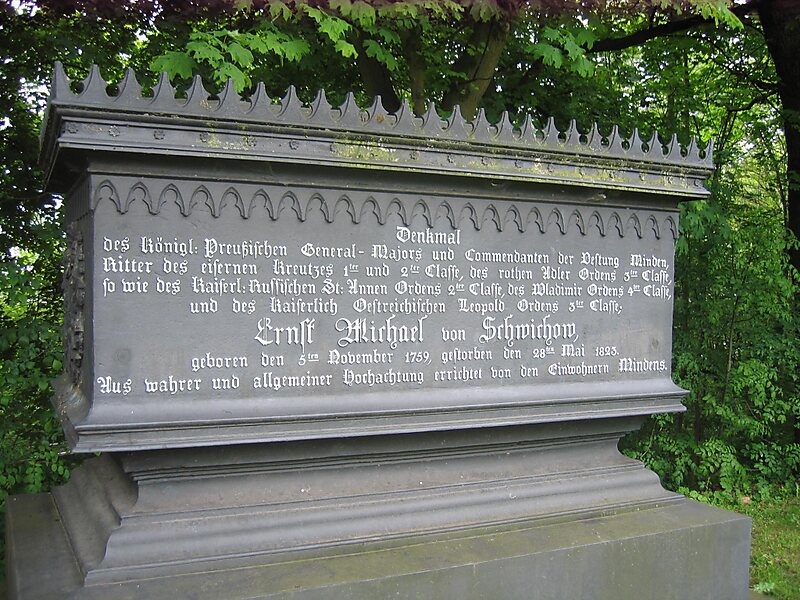 Denkmal
des Königl: Preußischen General-Majors und Commendanten der Vestung Minden,
Ritter des eisernen Kreutzes 1ter und 2ter Classe, des rothen Adler Ordens 3ter Classe,
so wie des Kaiserl: Russischen St: Annen Ordens 2ter Classe, des Wladimir Ordens 4ter Classe,
und des Kaiserlich Oestreichischen Leopold Ordens 3ter Classe,
Ernst Michael von Schwichow,
geboren den 5ten November 1759, gestorben den 28ten Mai 1823.
Aus wahrer und allgemeiner Hochachtung errichtet von den Einwohnern Mindens.